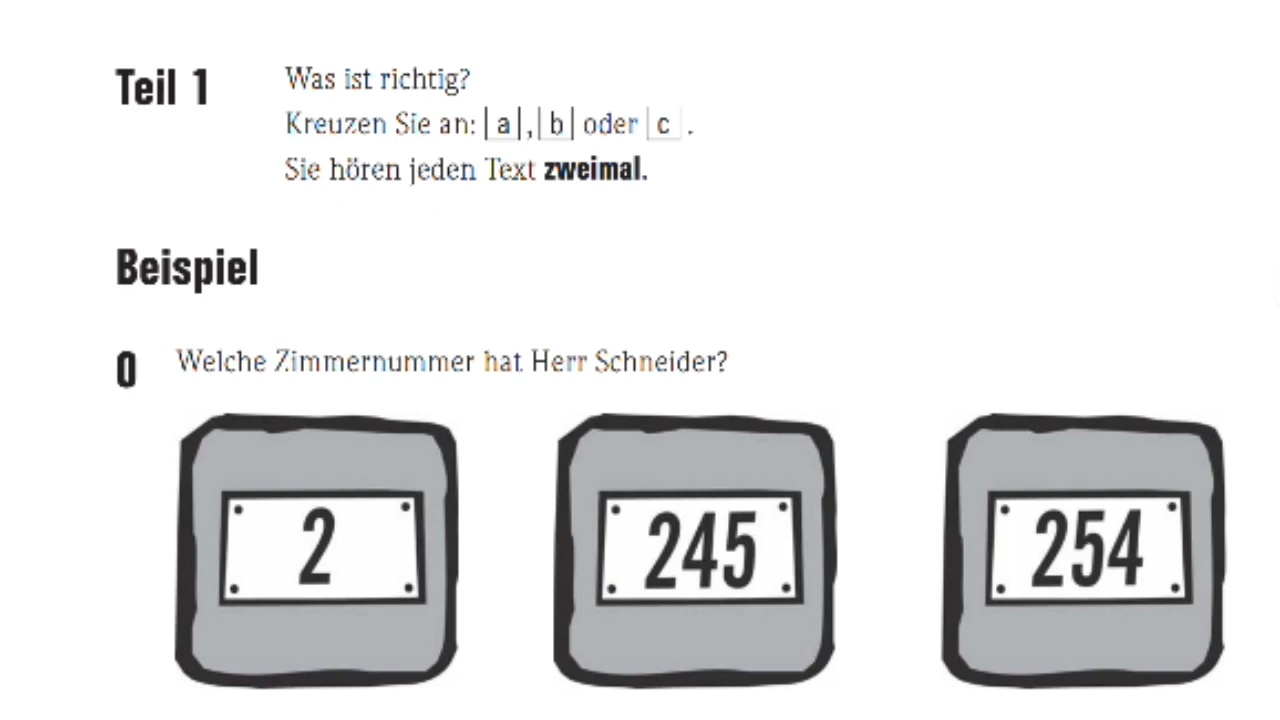 Teil 1
Was ist richtig?
Kreuzen Sie an: a, b oder c.
Sie hören jeden Text zweimal.
Beispiel
0 Welche Zimmernummer hat Herr Schneider?
2 245 254